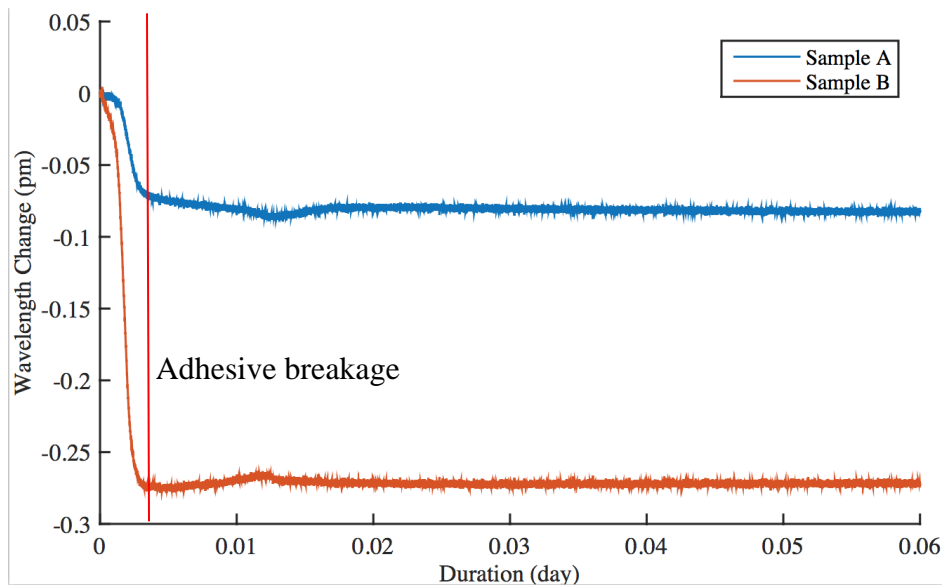 0.05
0
-0.05
-0.1
-0.15
-0.2
-0.25
-0.3
Wavelength Change (pm)
Sample A
Sample B
Adhesive breakage
0 0.01 0.02 0.03 0.04 0.05 0.06
Duration (day)